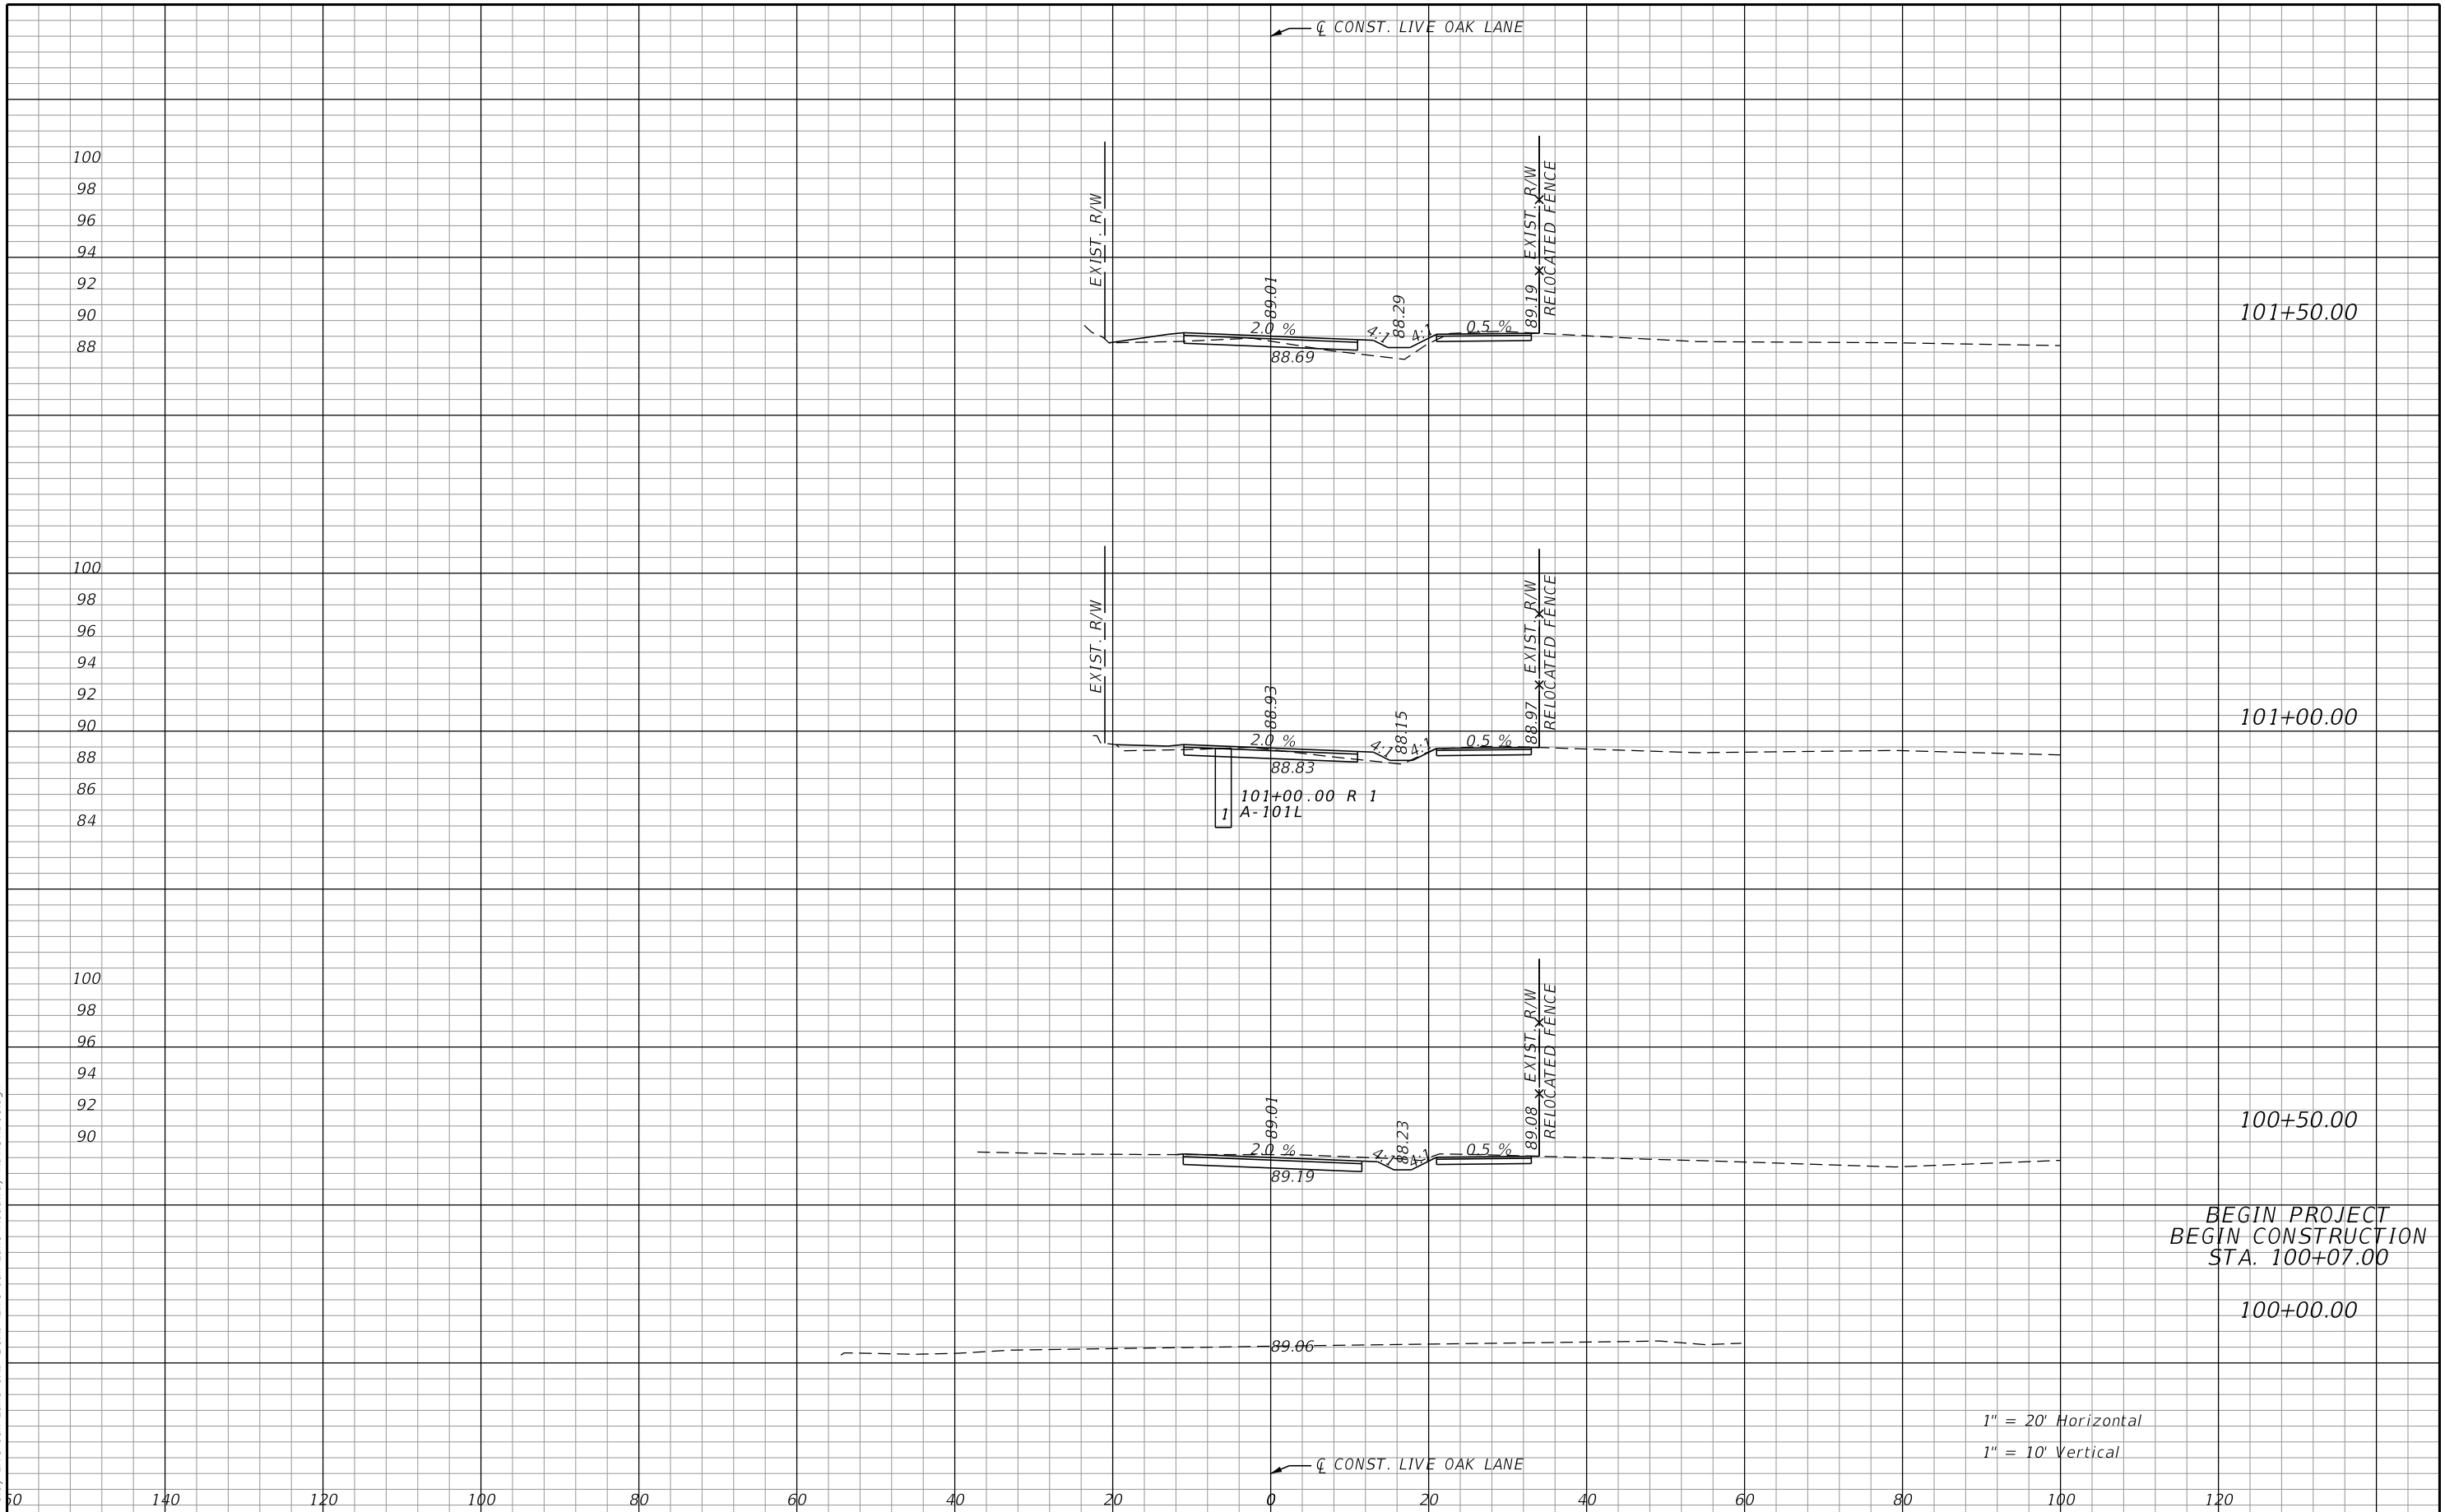 ℄ CONST. LIVE OAK LANE
100
98
96
94
92
90
88
EXIST. R/W
89.01
2.0 %
88.69
4:1
88.29
4:1
0.5 %
89.19 EXIST. R/W
RELOCATED FENCE
101+50.00
100
98
96
94
92
90
88
86
84
EXIST. R/W
88.93
2.0 %
88.83
4:1
88.15
4:1
0.5 %
88.97 EXIST. R/W
RELOCATED FENCE
101+00.00 R 1
A-101L
1
101+00.00
100
98
96
94
92
90
89.01
2.0 %
89.19
4:1
88.23
4:1
0.5 %
89.08 EXIST. R/W
RELOCATED FENCE
100+50.00
BEGIN PROJECT
BEGIN CONSTRUCTION
STA. 100+07.00
100+00.00
89.06
1" = 20' Horizontal
1" = 10' Vertical
℄ CONST. LIVE OAK LANE
140 120 100 80 60 40 20 0 20 40 60 80 100 120